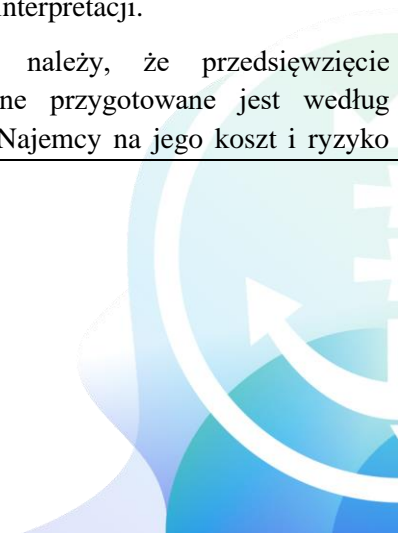 interpretacji.
należy, że przedsięwzięcie
ne przygotowane jest według
Najemcy na jego koszt i ryzyko